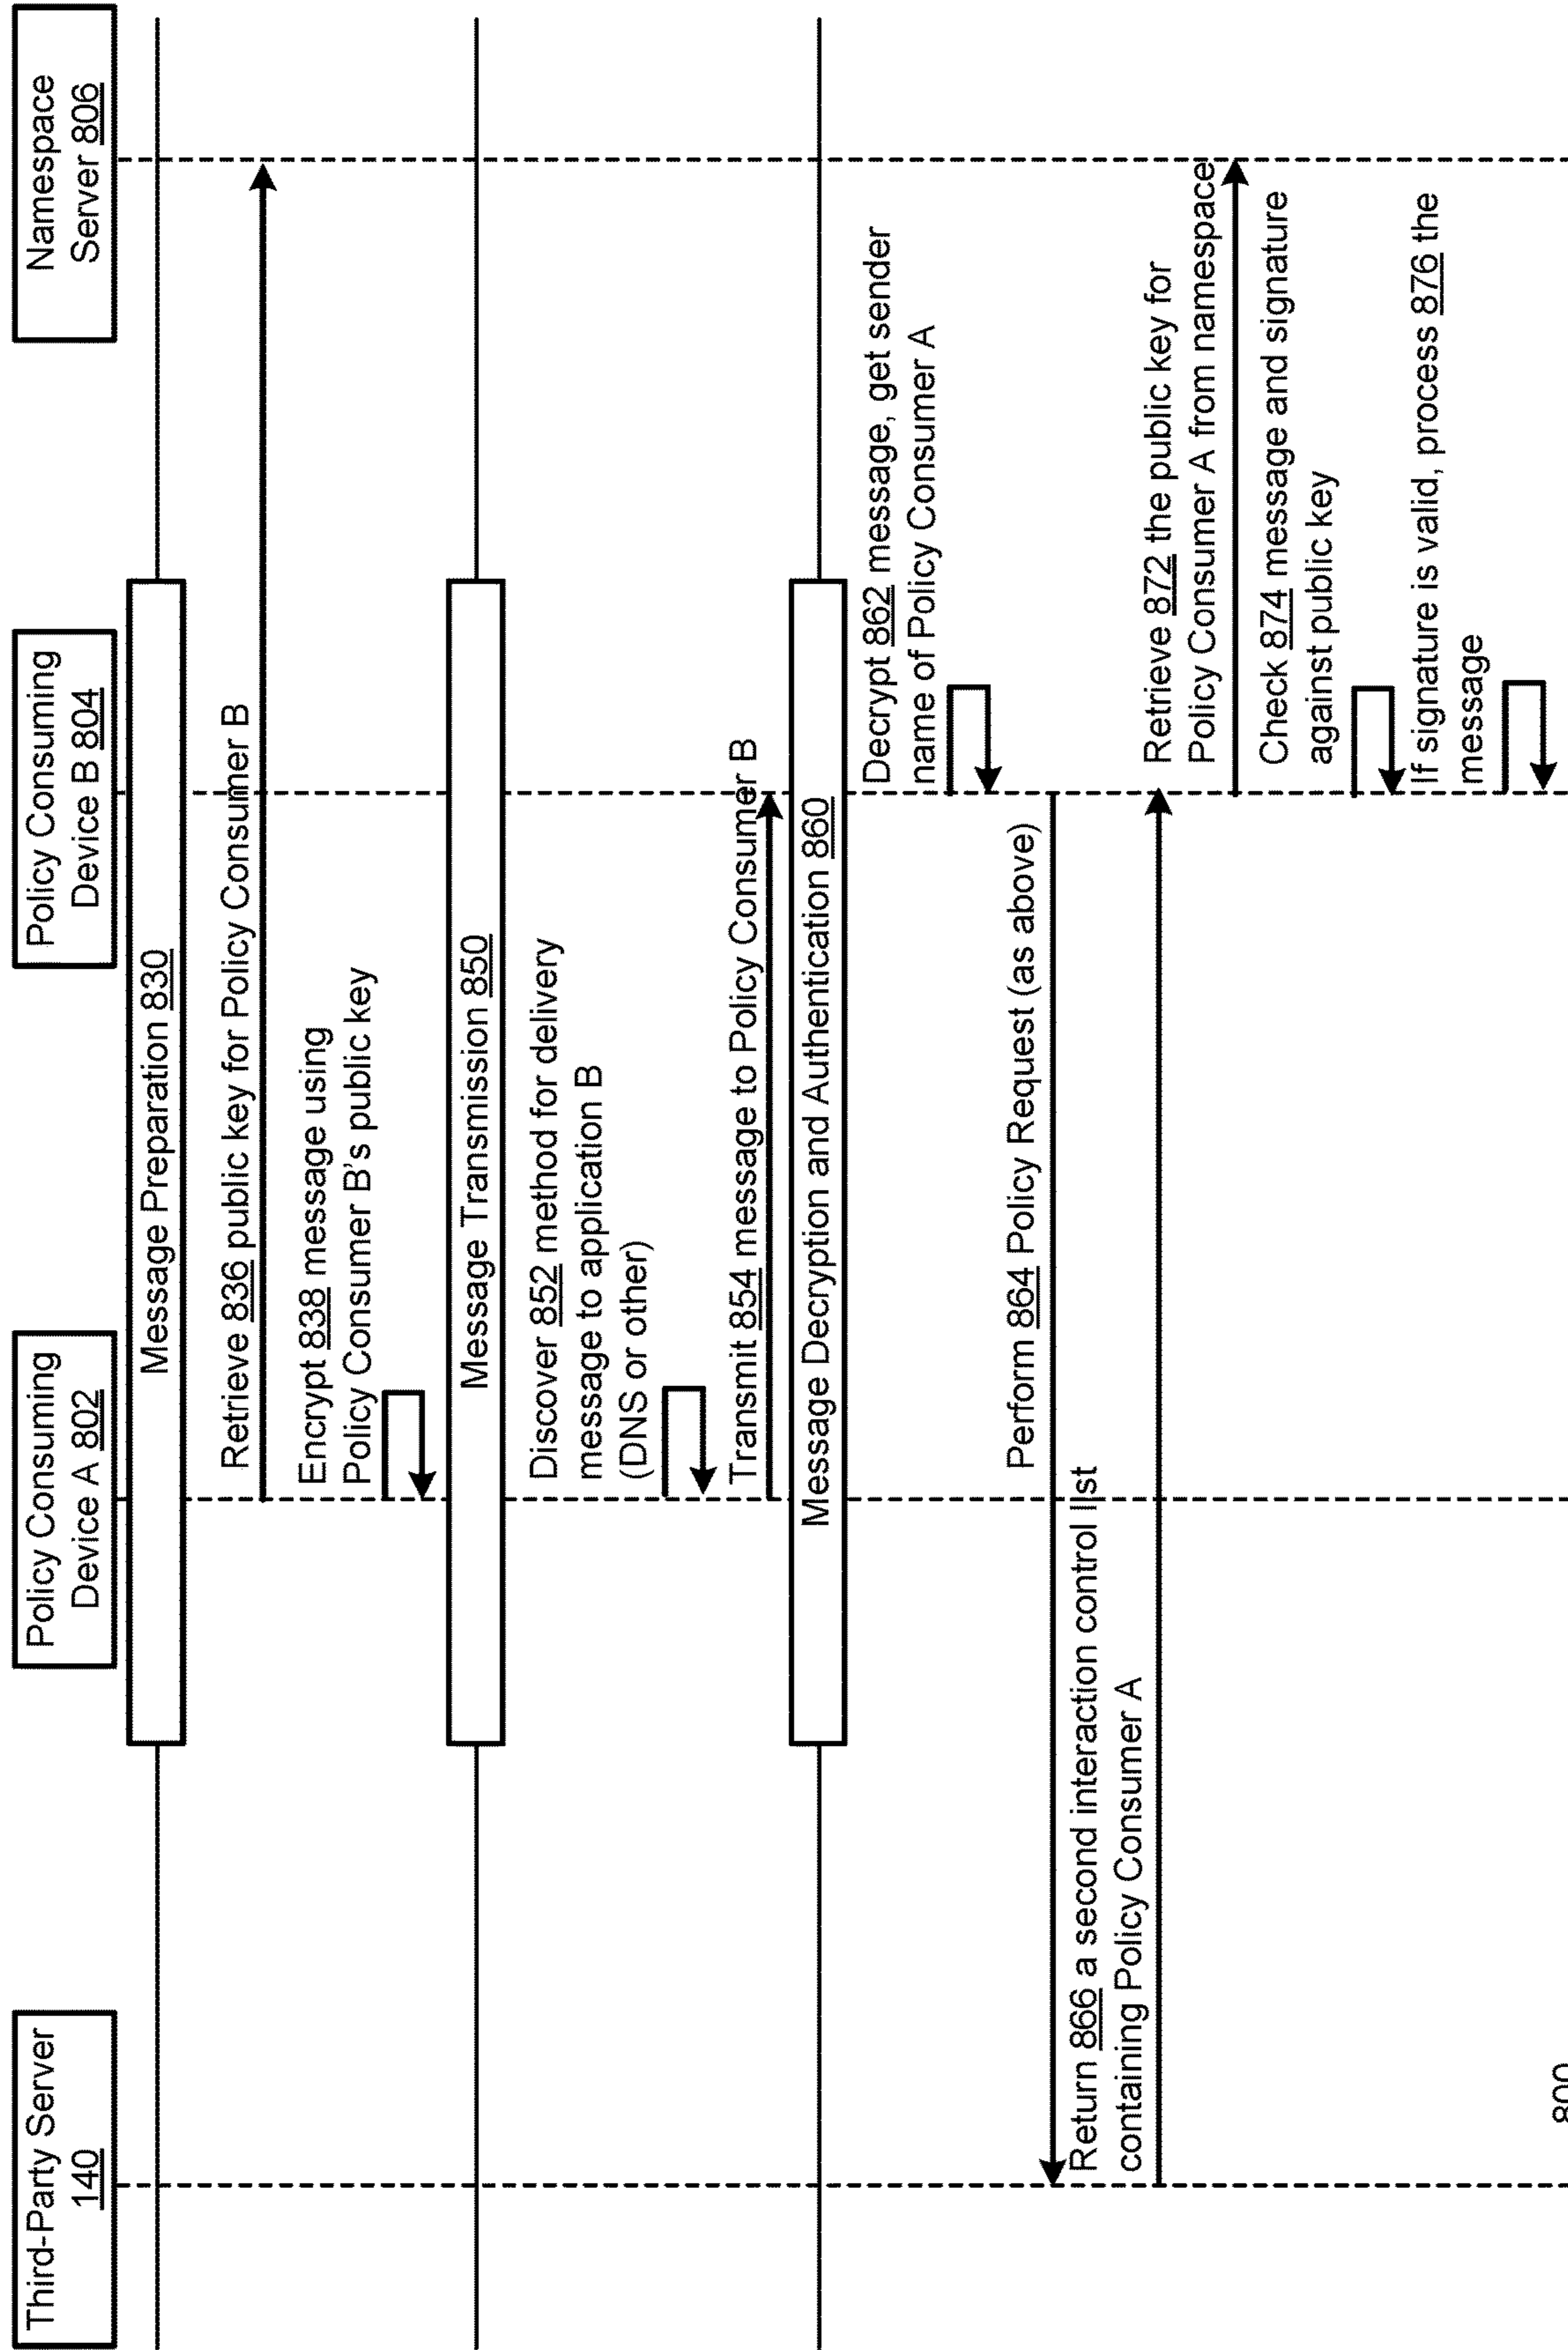 Third-Party Server
140
Policy Consuming
Device A 802
Policy Consuming
Device B 804
Namespace
Server 806
Message Preparation 830
Retrieve 836 public key for Policy Consumer B
Encrypt 838 message using
Policy Consumer B's public key
Message Transmission 850
Discover 852 method for delivery
message to application B
(DNS or other)
Transmit 854 message to Policy Consumer B
Message Decryption and Authentication 860
Decrypt 862 message, get sender
name of Policy Consumer A
Perform 864 Policy Request (as above)
Return 866 a second interaction control list
containing Policy Consumer A
Retrieve 872 the public key for
Policy Consumer A from namespace
Check 874 message and signature
against public key
If signature is valid, process 876 the
message
800